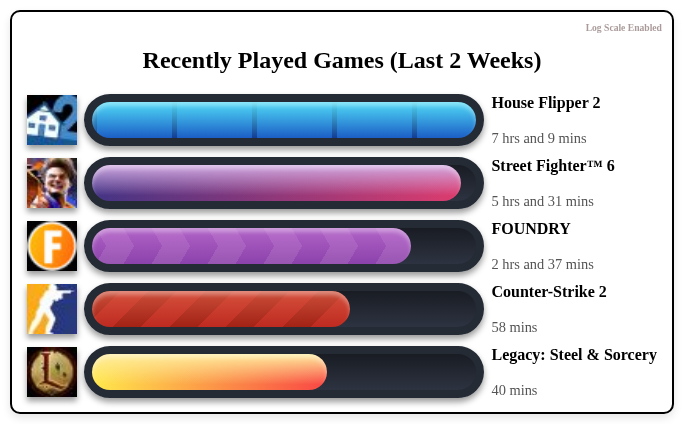 Log Scale Enabled
Recently Played Games (Last 2 Weeks)
2
House Flipper 2
7 hrs and 9 mins
Street Fighter™ 6
5 hrs and 31 mins
F
FOUNDRY
2 hrs and 37 mins
Counter-Strike 2
58 mins
L
Legacy: Steel & Sorcery
40 mins